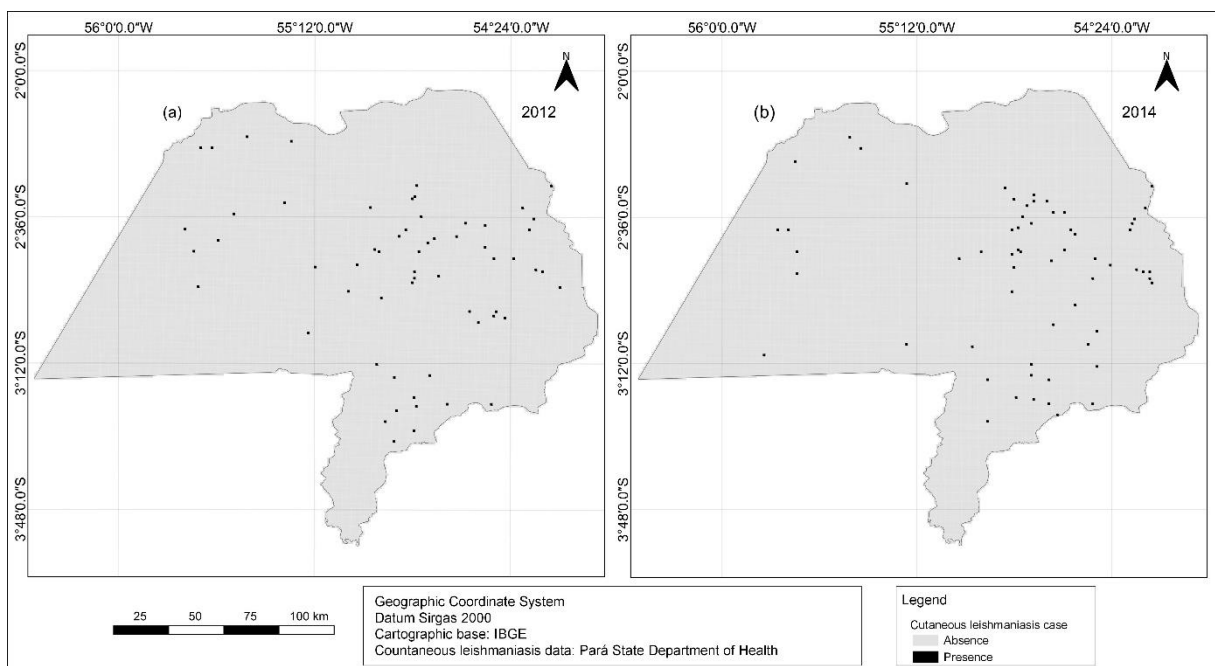 56°0'0.0"W 55°12'0.0"W 54°24'0.0"W 56°0'0.0"W 55°12'0.0"W 54°24'0.0"W
2°0'0.0"S
2°36'0.0"S
3°12'0.0"S
3°48'0.0"S
(a)
N
2012
2°0'0.0"S
2°36'0.0"S
3°12'0.0"S
3°48'0.0"S
(b)
N
2014
25 50 75 100 km
Geographic Coordinate System
Datum Sirgas 2000
Cartographic base: IBGE
Countaneous leishmaniasis data: Pará State Department of Health
Legend
Cutaneous leishmaniasis case
Absence
Presence